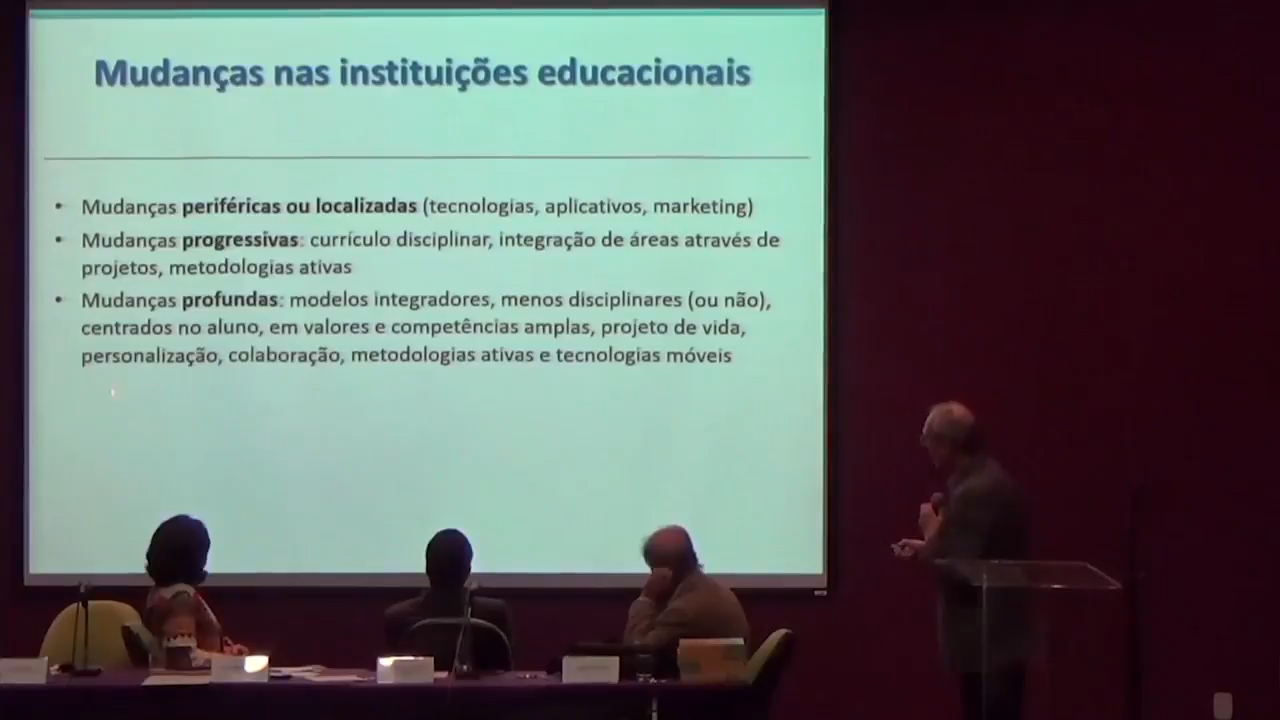 Mudanças nas instituições educacionais
• Mudanças periféricas ou localizadas (tecnologias, aplicativos, marketing)
• Mudanças progressivas: currículo disciplinar, integração de áreas através de
projetos, metodologias ativas
• Mudanças profundas: modelos integradores, menos disciplinares (ou não),
centrados no aluno, em valores e competências amplas, projeto de vida,
personalização, colaboração, metodologias ativas e tecnologias móveis